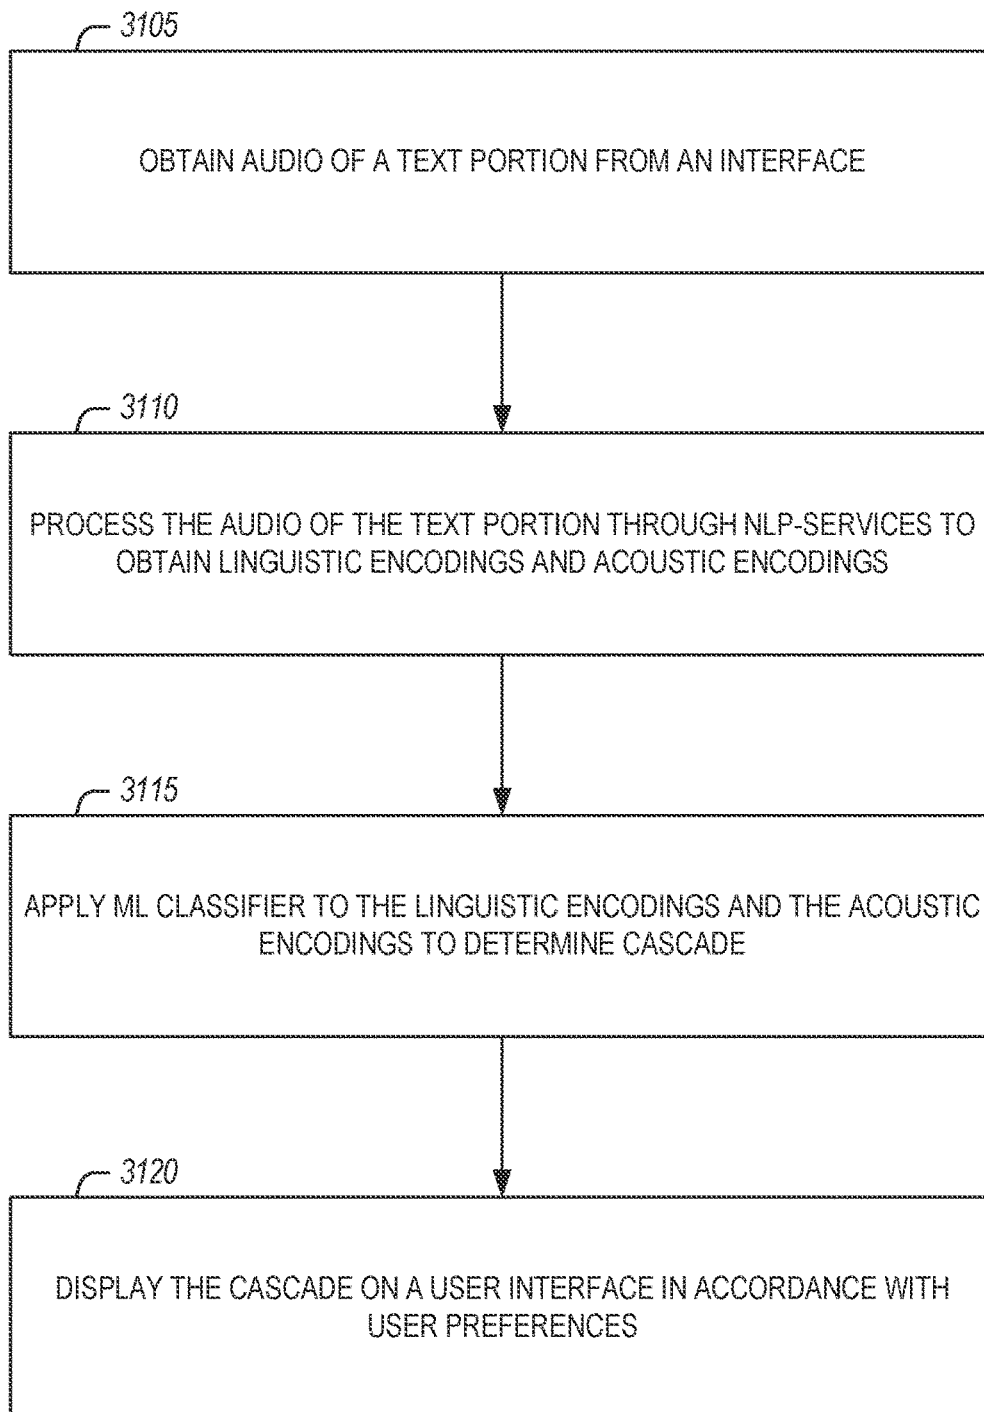 3105
OBTAIN AUDIO OF A TEXT PORTION FROM AN INTERFACE
3110
PROCESS THE AUDIO OF THE TEXT PORTION THROUGH NLP-SERVICES TO
OBTAIN LINGUISTIC ENCODINGS AND ACOUSTIC ENCODINGS
3115
APPLY ML CLASSIFIER TO THE LINGUISTIC ENCODINGS AND THE ACOUSTIC
ENCODINGS TO DETERMINE CASCADE
3120
DISPLAY THE CASCADE ON A USER INTERFACE IN ACCORDANCE WITH
USER PREFERENCES